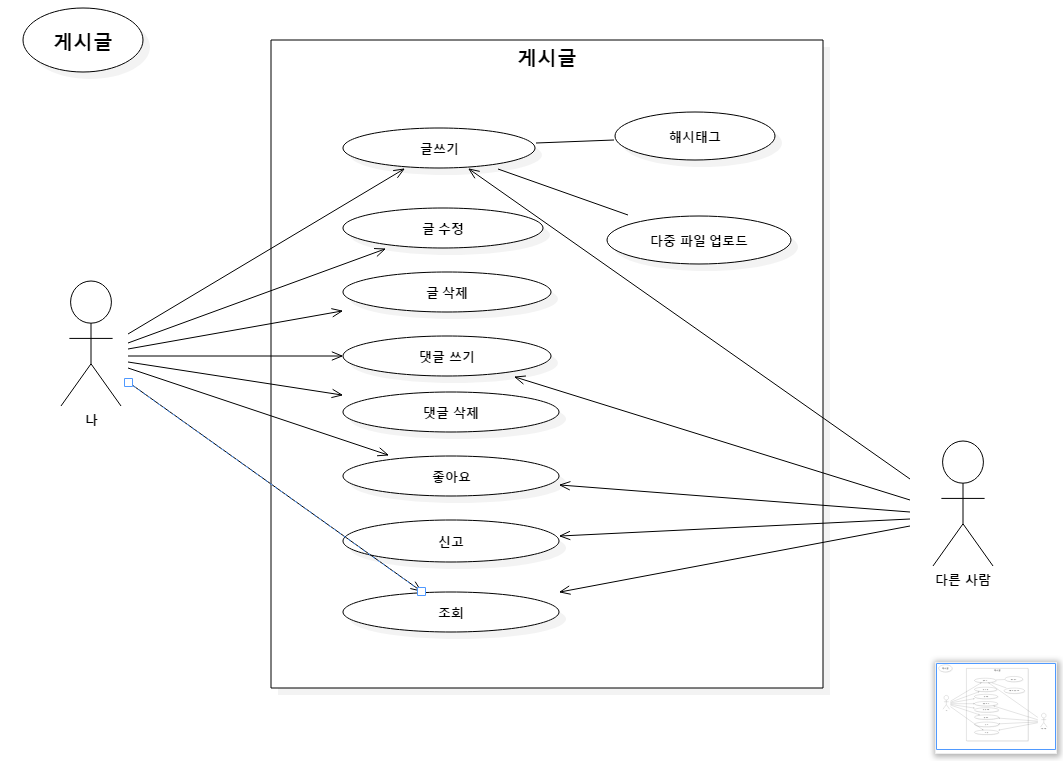 게시글
게시글
글쓰기
해시태그
글 수정
다중 파일 업로드
글 삭제
댓글 쓰기
댓글 삭제
나
좋아요
신고
다른 사람
조회